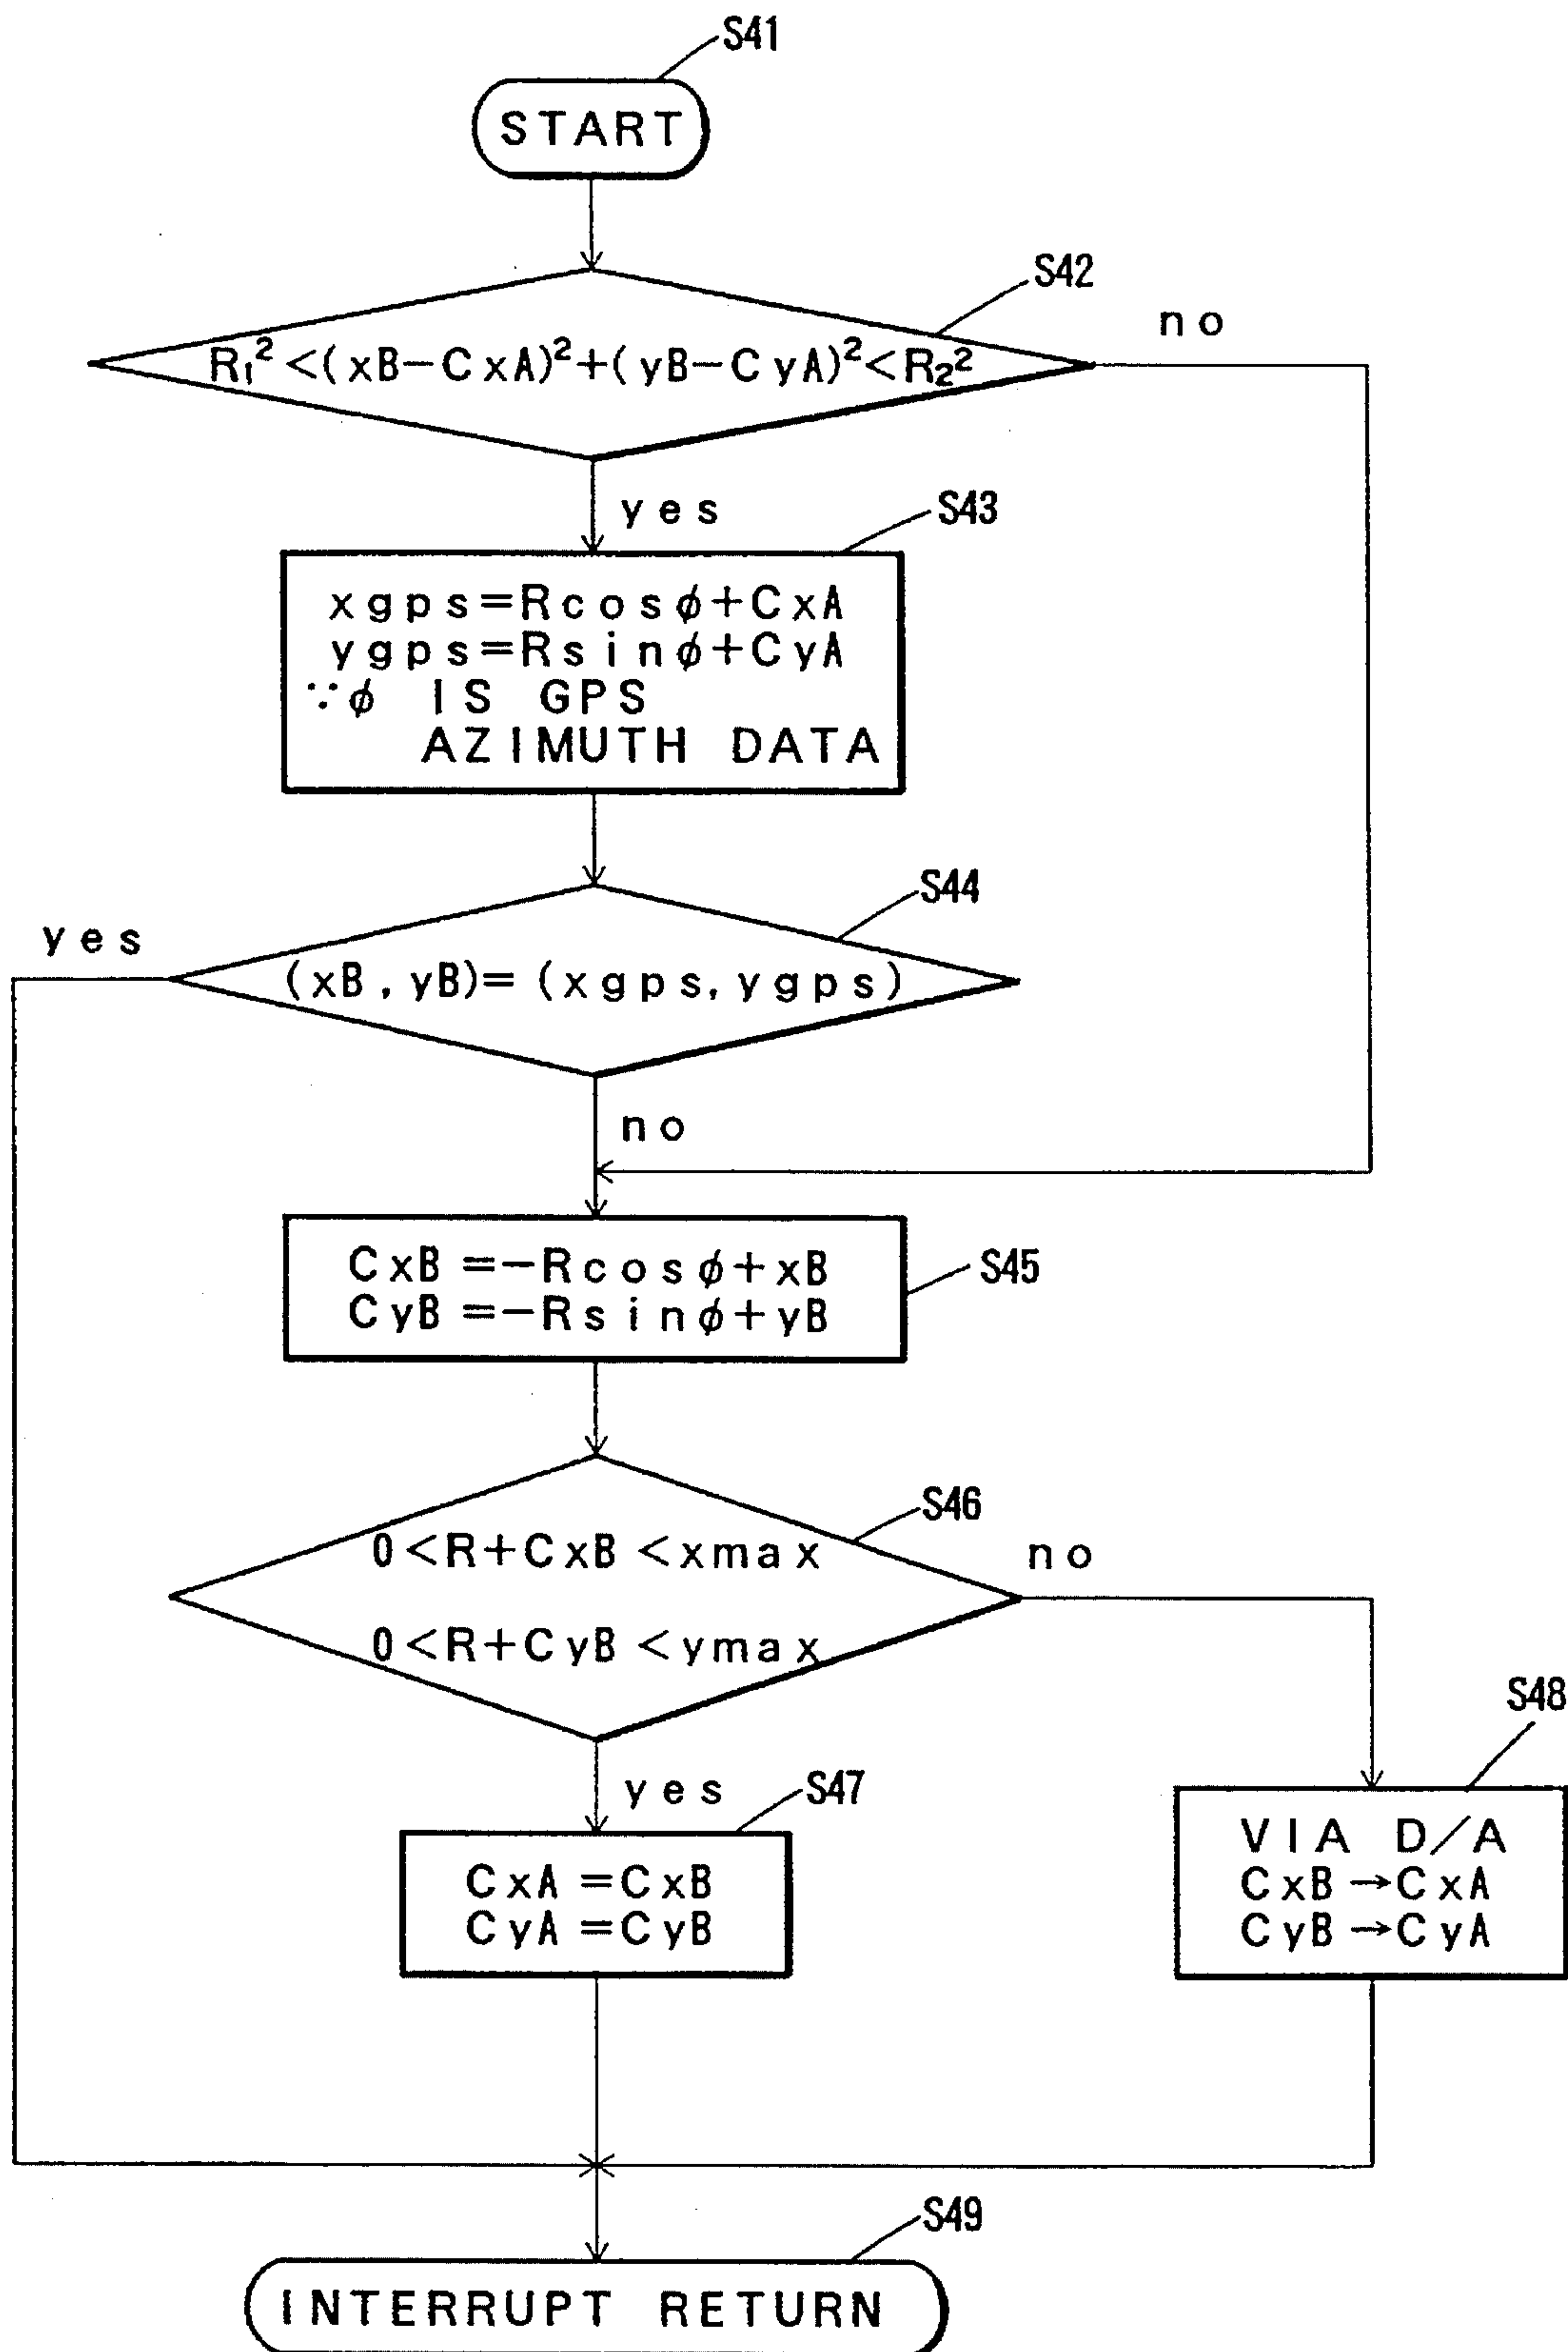 S41
START
S42
no
R₁²<(xB−CxA)²+(yB−CyA)²<R₂²
yes
S43
xgps=Rcosφ+CxA
ygps=Rsinφ+CyA
∵φ IS GPS
AZIMUTH DATA
S44
yes
(xB, yB)=(xgps, ygps)
no
S45
CxB=−Rcosφ+xB
CyB=−Rsinφ+yB
S46
0<R+CxB<xmax
no
0<R+CyB<ymax
S48
yes
S47
VIA D/A
CxB→CxA
CyB→CyA
CxA=CxB
CyA=CyB
S49
INTERRUPT RETURN